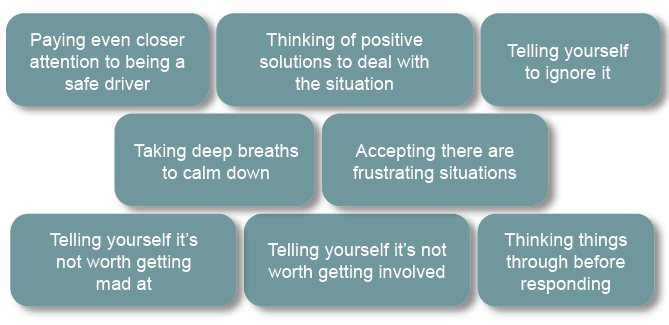 Paying even closer
attention to being a
safe driver
Thinking of positive
solutions to deal with
the situation
Telling yourself
to ignore it
Taking deep breaths
to calm down
Accepting there are
frustrating situations
Telling yourself it's
not worth getting
mad at
Telling yourself it's not
worth getting involved
Thinking things
through before
responding